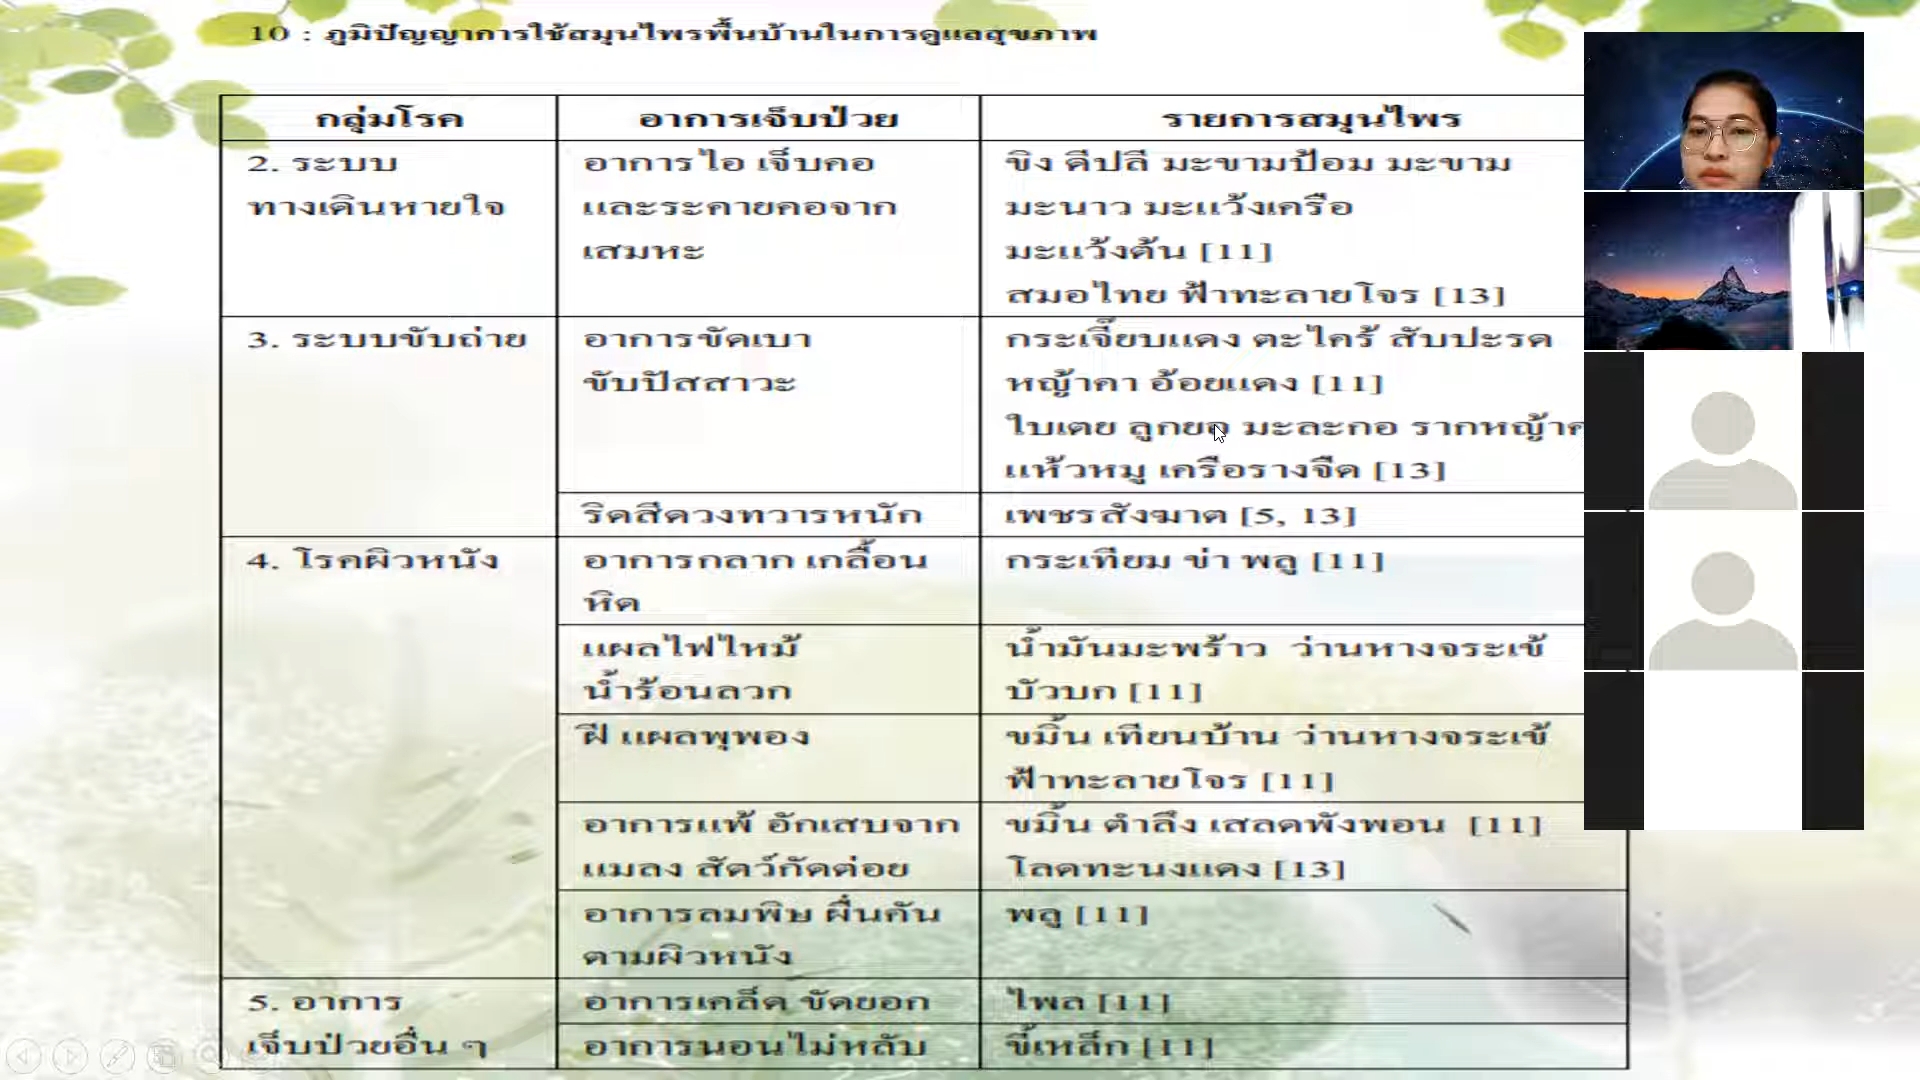 10 : ภูมิปัญญาการใช้สมุนไพรพื้นบ้านในการดูแลสุขภาพ
กลุ่มโรค อาการเจ็บป่วย รายการสมุนไพร
2. ระบบ
ทางเดินหายใจ
อาการไอ เจ็บคอ
และระคายคอจาก
เสมหะ
ขิง ดีปลี มะขามป้อม มะขาม
มะนาว มะแว้งเครือ
มะแว้งต้น [11]
สมอไทย ฟ้าทะลายโจร [13]
3. ระบบขับถ่าย
อาการขัดเบา
ขับปัสสาวะ
กระเจี๊ยบแดง ตะไคร้ สับปะรด
หญ้าคา อ้อยแดง [11]
ใบเตย ลูกยอ มะละกอ
แห้วหมู เครือรางจืด [13]
ริดสีดวงทวารหนัก
เพชรสังฆาต [5, 13]
4. โรคผิวหนัง
อาการกลาก เกลื้อน
หิด
กระเทียม ข่า พลู [11]
แผลไฟไหม้
น้ำร้อนลวก
น้ำมันมะพร้าว ว่านหางจระเข้
บัวบก [11]
ฝี แผลพุพอง
ขมิ้น เทียนบ้าน ว่านหางจระเข้
ฟ้าทะลายโจร [11]
อาการแพ้ อักเสบจาก
แมลง สัตว์กัดต่อย
ขมิ้น ตำลึง เสลดพังพอน [11]
โลดทะนงแดง [13]
อาการลมพิษ ผื่นคัน
ตามผิวหนัง
พลู [11]
5. อาการ
เจ็บป่วยอื่น ๆ
อาการเคล็ด ขัดยอก
ไพล [11]
อาการนอนไม่หลับ
ขี้เหล็ก [11]